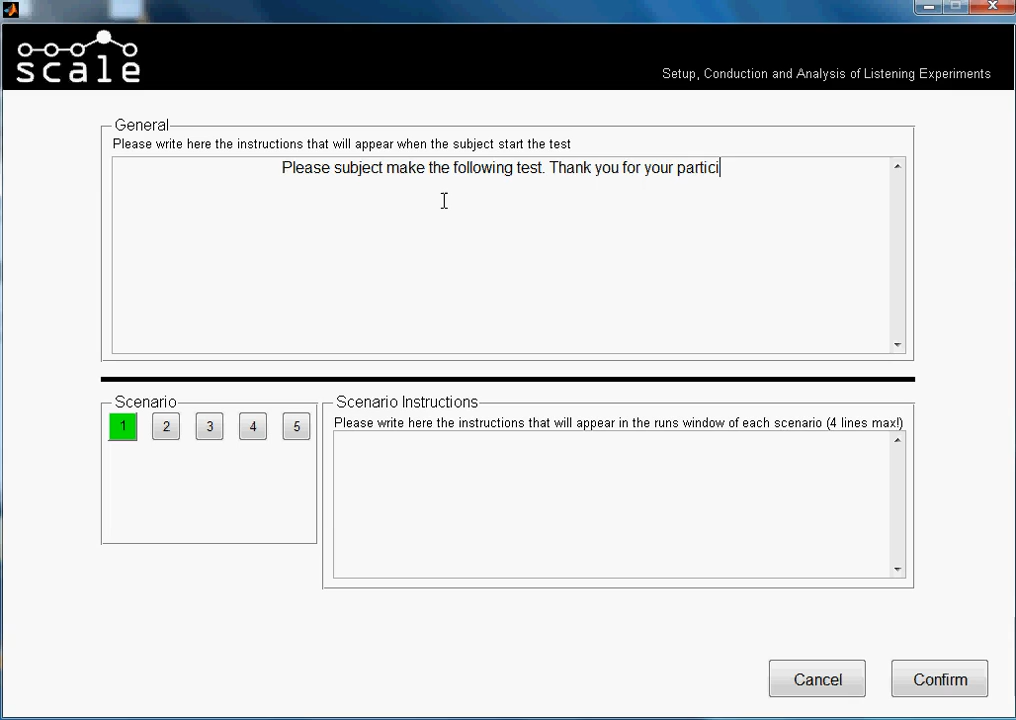 scale
Setup, Conduction and Analysis of Listening Experiments
General
Please write here the instructions that will appear when the subject start the test
Please subject make the following test. Thank you for your partici
Scenario
1 2 3 4 5
Scenario Instructions
Please write here the instructions that will appear in the runs window of each scenario (4 lines max!)
Cancel Confirm